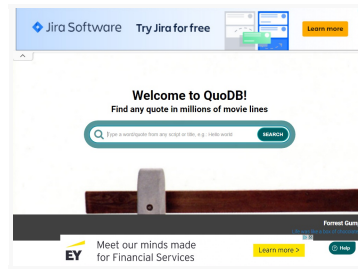 Jira Software
Try Jira for free
Learn more
Welcome to QuoDB!
Find any quote in millions of movie lines
Type a word/quote from any script or title, e.g.: Hello world
SEARCH
Forrest Gump
EY
Meet our minds made
for Financial Services
Learn more >
Help